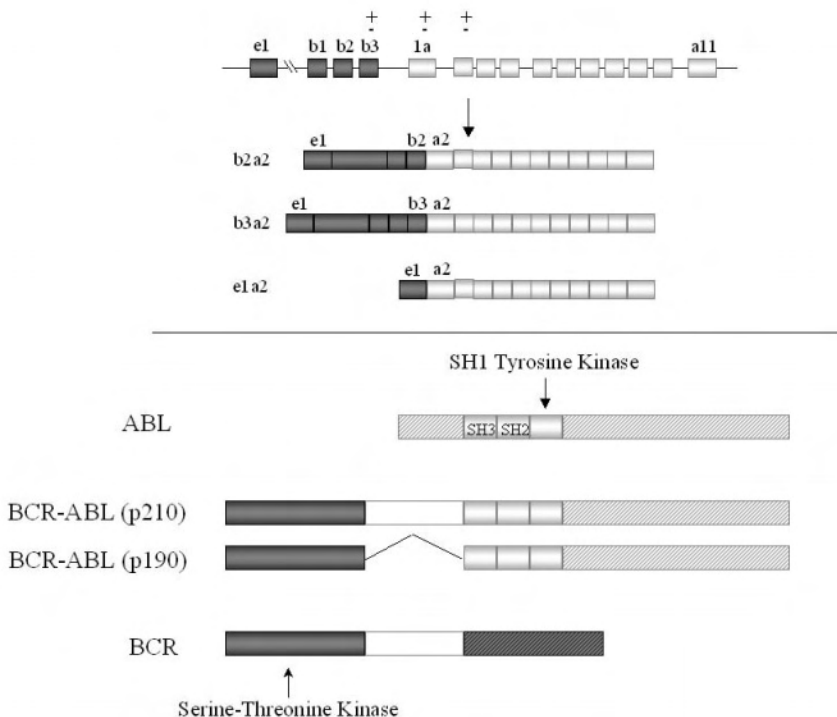 + + +
- - -
e1 b1 b2 b3 1a a11
e1 b2 a2
b2a2
e1 b3 a2
b3a2
e1 a2
e1a2
SH1 Tyrosine Kinase
ABL SH3 SH2
BCR-ABL (p210)
BCR-ABL (p190)
BCR
Serine-Threonine Kinase